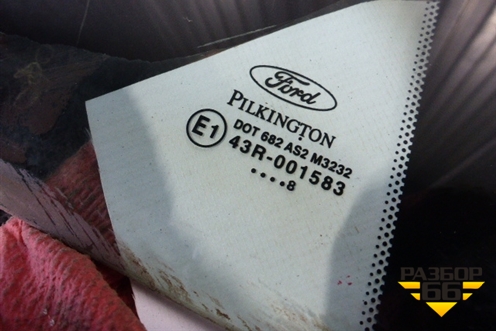 Ford
PILKINGTON
E1
DOT 682 AS2 M3232
43R-001583
....8
РАЗБОР
66